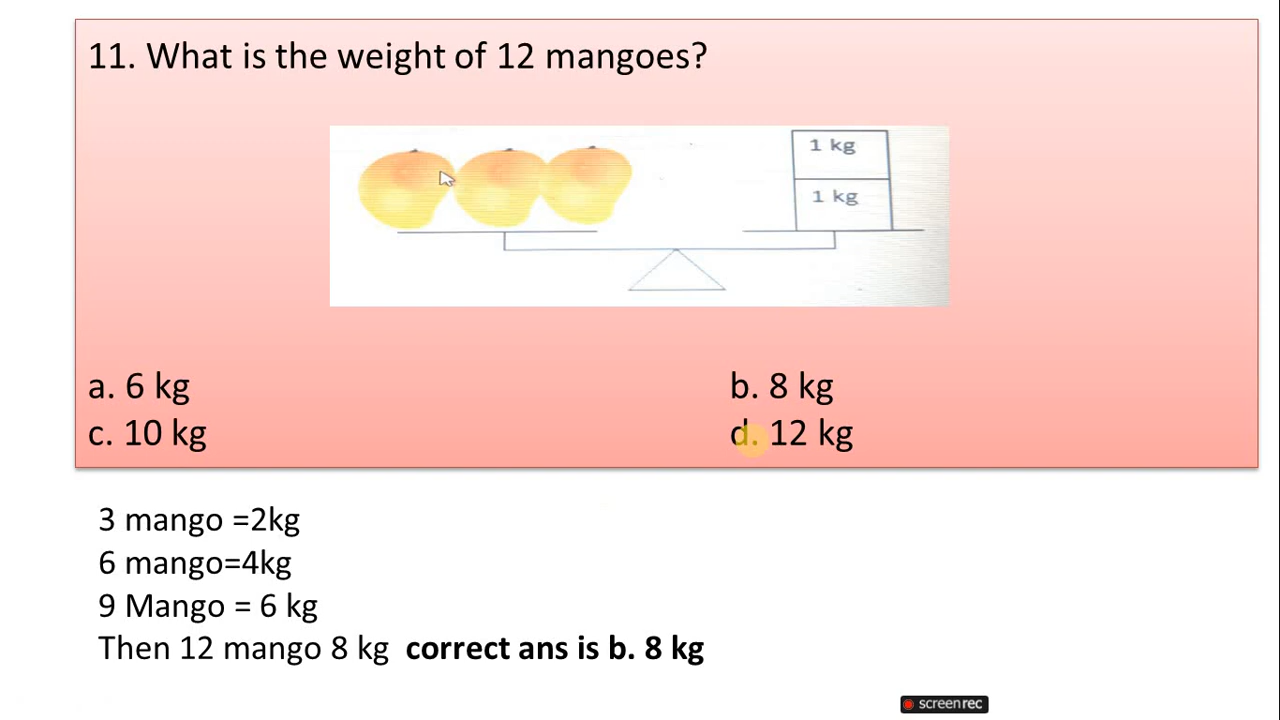 11. What is the weight of 12 mangoes?
1 kg
1 kg
a. 6 kg
b. 8 kg
c. 10 kg
d. 12 kg
3 mango =2kg
6 mango=4kg
9 Mango = 6 kg
Then 12 mango 8 kg correct ans is b. 8 kg
screenrec